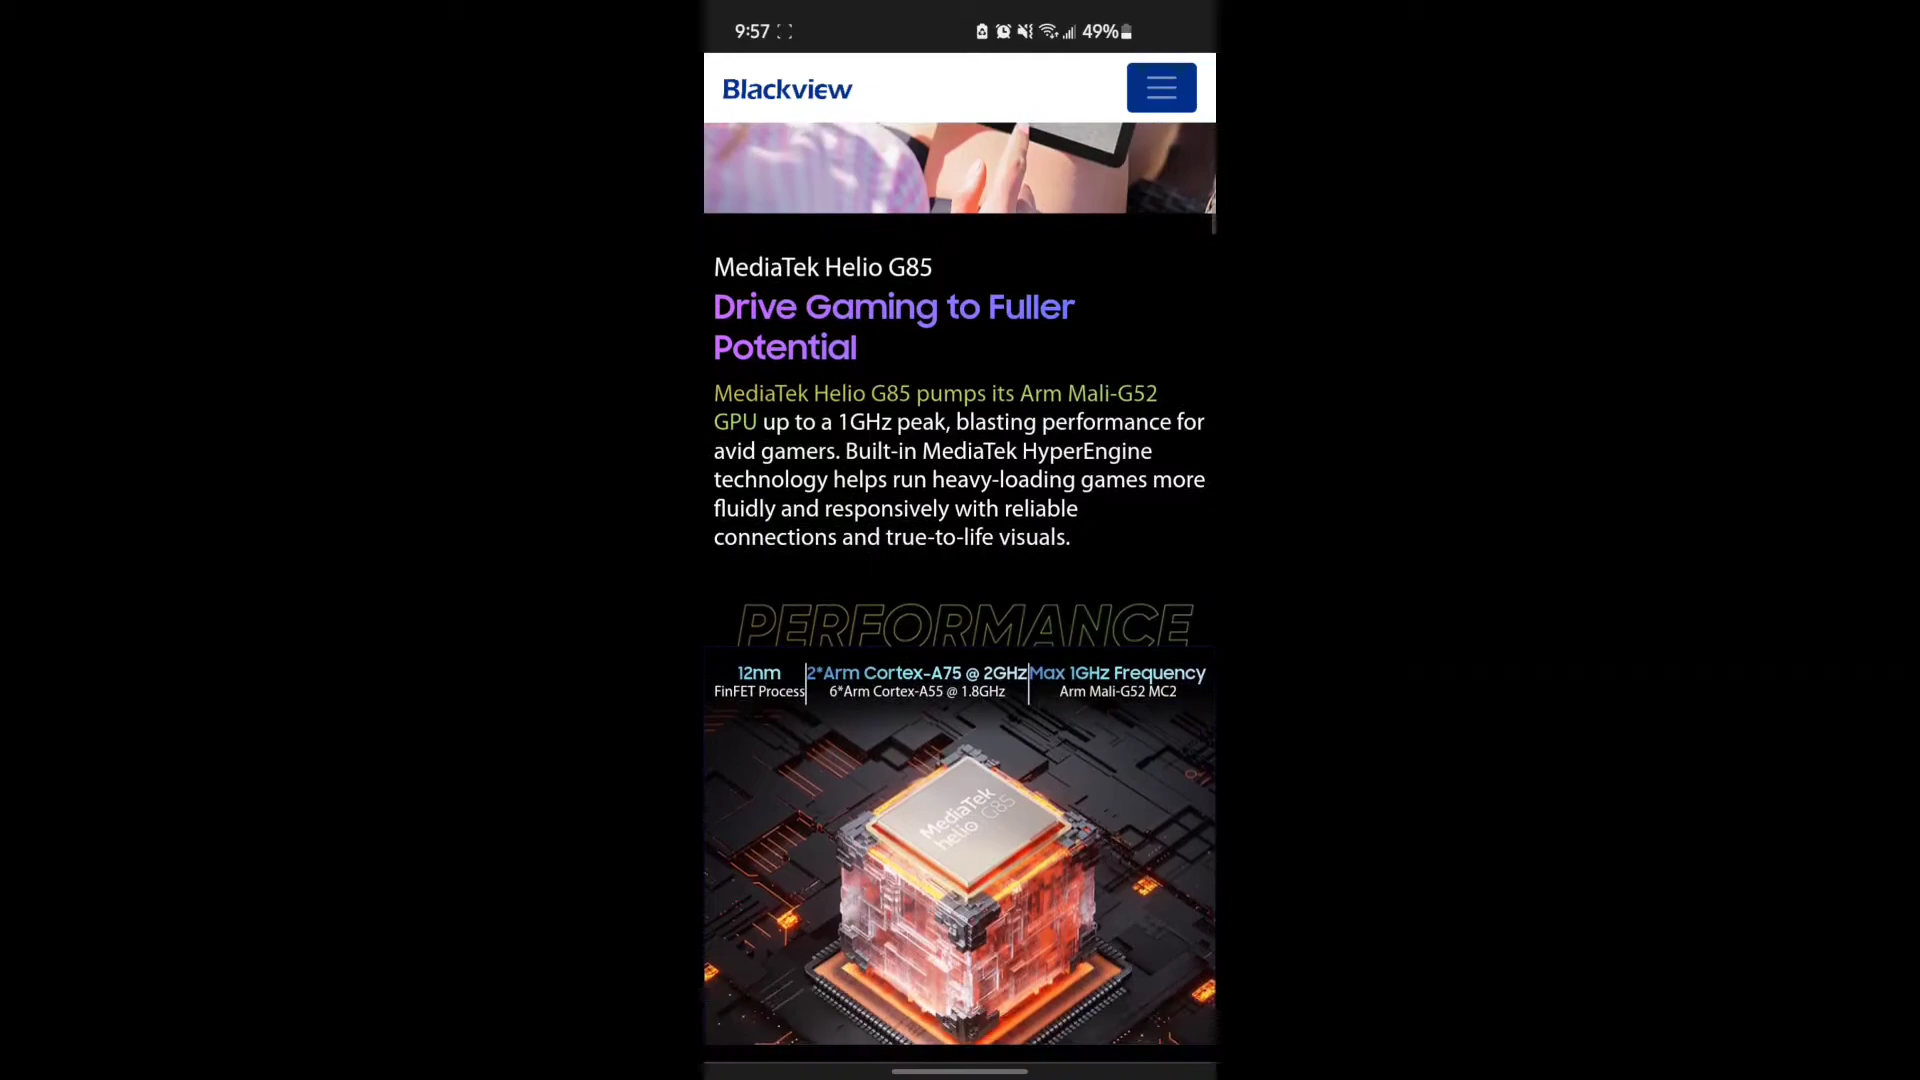 9:57 49%
Blackview
MediaTek Helio G85
Drive Gaming to Fuller
Potential
MediaTek Helio G85 pumps its Arm Mali-G52
GPU up to a 1GHz peak, blasting performance for
avid gamers. Built-in MediaTek HyperEngine
technology helps run heavy-loading games more
fluidly and responsively with reliable
connections and true-to-life visuals.
PERFORMANCE
12nm
FinFET Process
2*Arm Cortex-A75 @ 2GHz
6*Arm Cortex-A55 @ 1.8GHz
Max 1GHz Frequency
Arm Mali-G52 MC2
MediaTek
helio G85